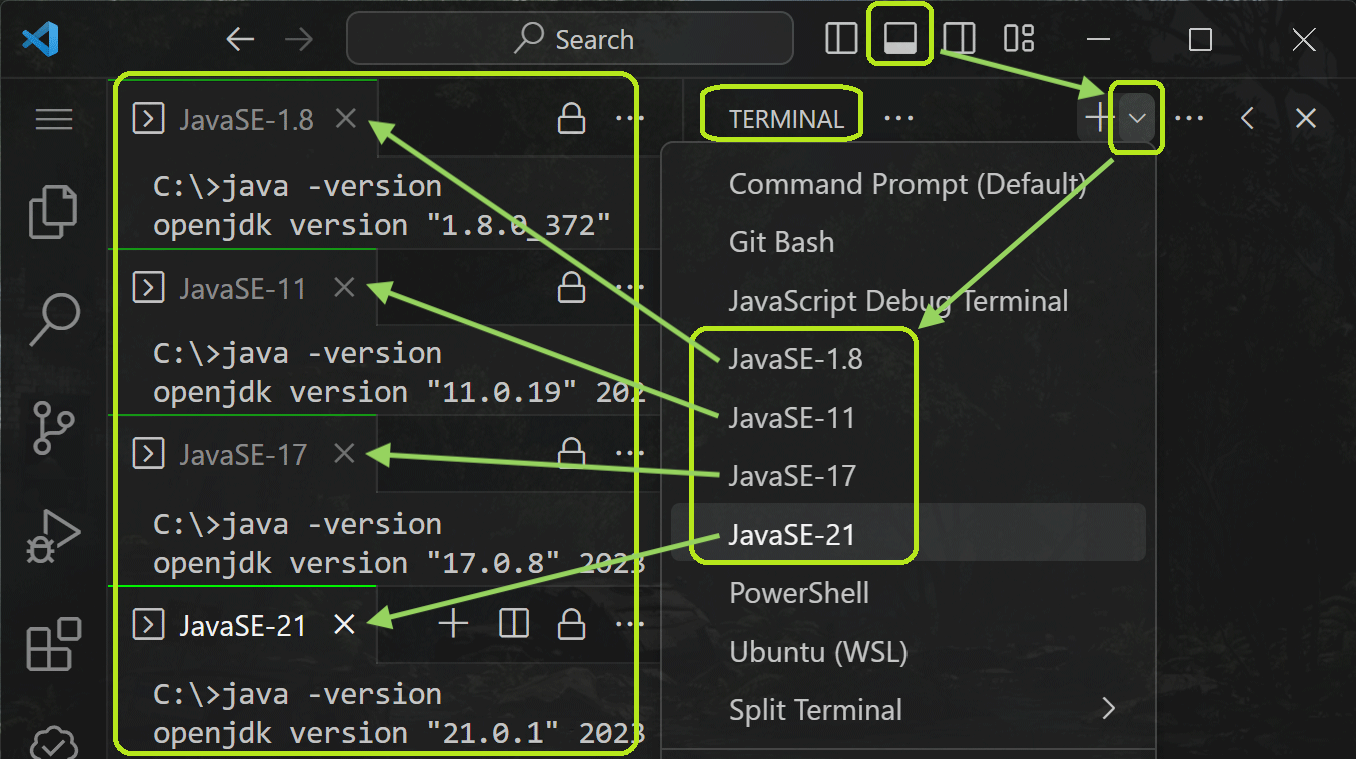 Search
JavaSE-1.8
C:\>java -version
openjdk version "1.8.0_372"
JavaSE-11
C:\>java -version
openjdk version "11.0.19" 202
JavaSE-17
C:\>java -version
openjdk version "17.0.8" 2023
JavaSE-21
C:\>java -version
openjdk version "21.0.1" 2023
TERMINAL
Command Prompt (Default)
Git Bash
JavaScript Debug Terminal
JavaSE-1.8
JavaSE-11
JavaSE-17
JavaSE-21
PowerShell
Ubuntu (WSL)
Split Terminal